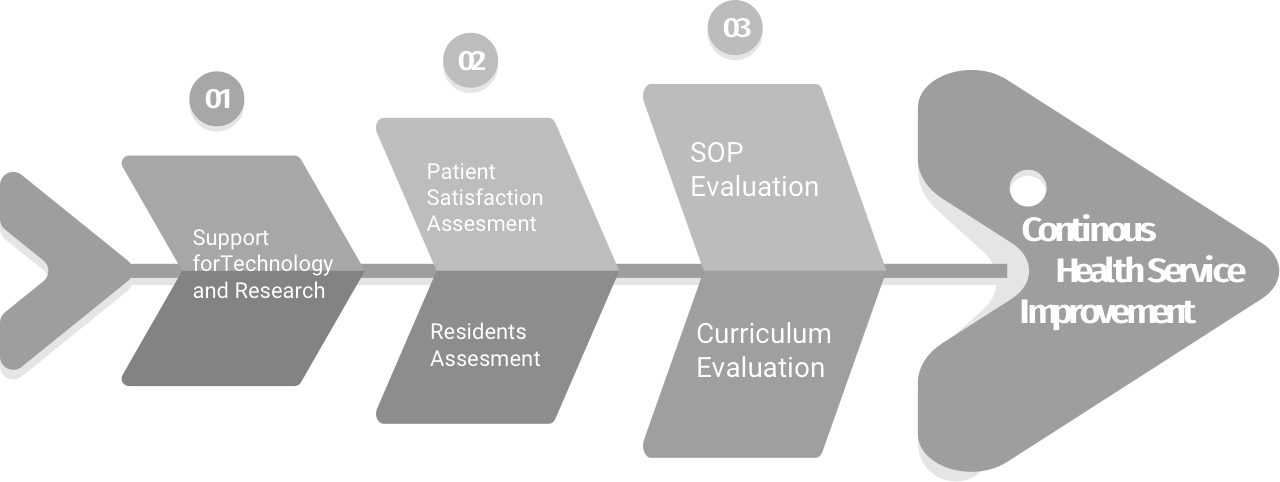 01
Support
forTechnology
and Research
02
Patient
Satisfaction
Assesment
Residents
Assesment
03
SOP
Evaluation
Curriculum
Evaluation
Continous
Health Service
Improvement